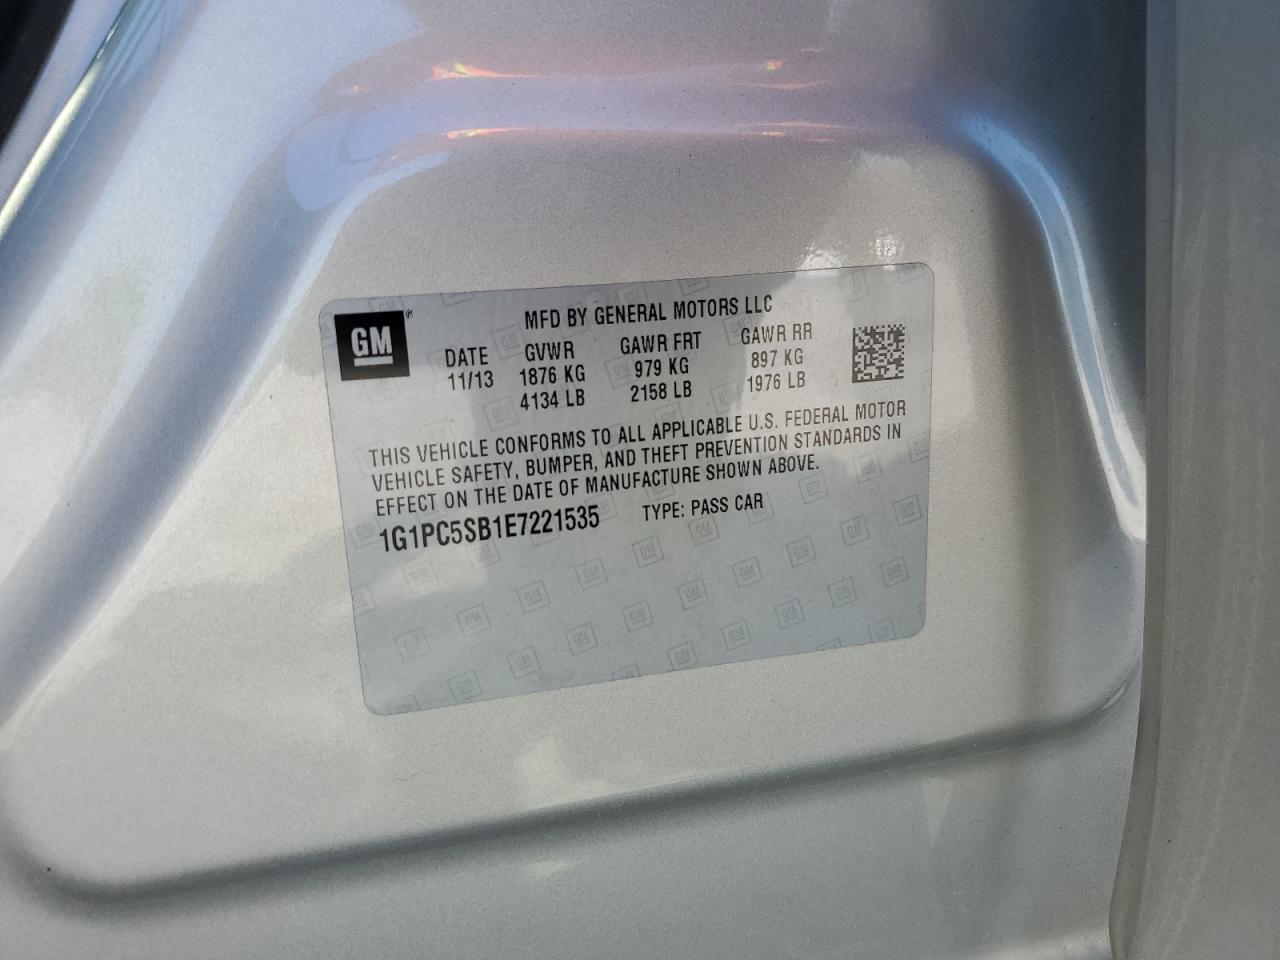 GM
MFD BY GENERAL MOTORS LLC
DATE GVWR GAWR FRT GAWR RR
11/13 1876 KG 979 KG 897 KG
4134 LB 2158 LB 1976 LB
THIS VEHICLE CONFORMS TO ALL APPLICABLE U.S. FEDERAL MOTOR
VEHICLE SAFETY, BUMPER, AND THEFT PREVENTION STANDARDS IN
EFFECT ON THE DATE OF MANUFACTURE SHOWN ABOVE.
1G1PC5SB1E7221535 TYPE: PASS CAR